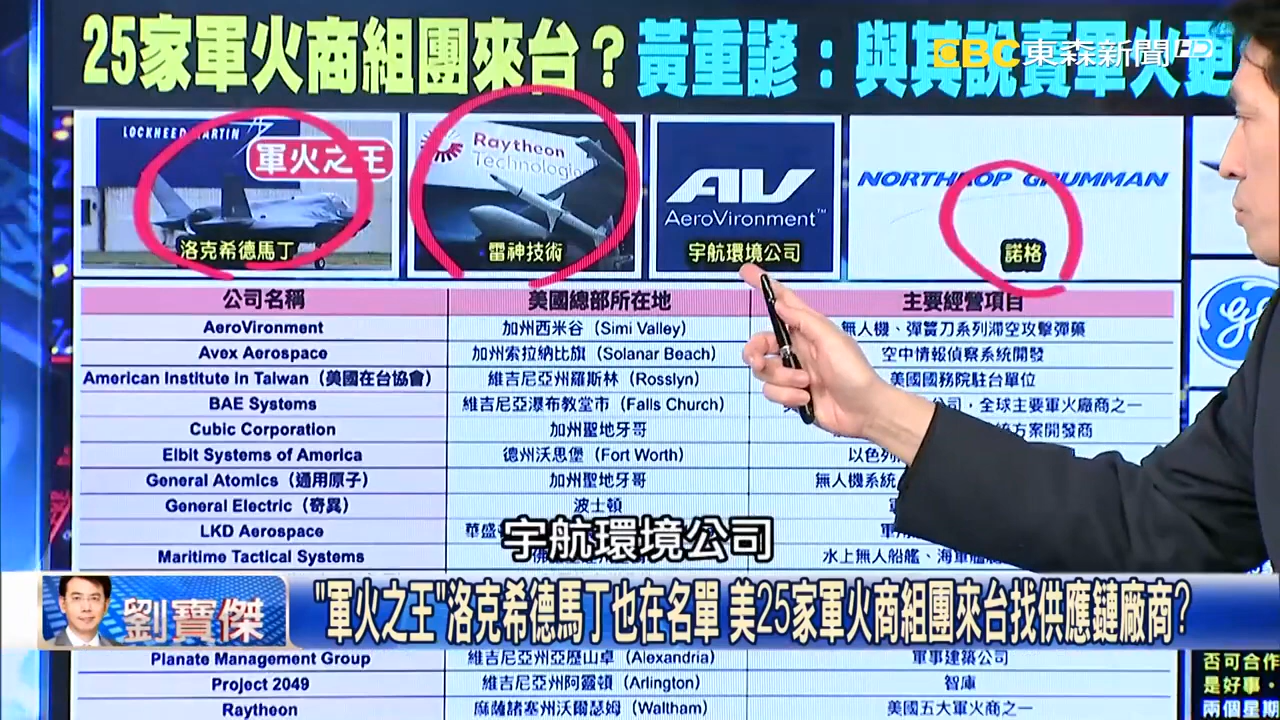 25家軍火商組團來台？黃重諺：與其說賣軍火更
EBC東森新聞HD
LOCKHEED MARTIN
軍火之王
洛克希德馬丁
Raytheon
雷神技術
AV
AeroVironment™
宇航環境公司
NORTHROP GRUMMAN
諾格
公司名稱 美國總部所在地 主要經營項目
AeroVironment 加州西米谷（Simi Valley） 無人機、彈簧刀系列滯空攻擊彈藥
Avex Aerospace 加州索拉納比旗（Solanar Beach） 空中情報偵察系統開發
American Institute in Taiwan（美國在台協會） 維吉尼亞州羅斯林（Rosslyn） 美國國務院駐台單位
BAE Systems 維吉尼亞瀑布教堂市（Falls Church） 公司，全球主要軍火廠商之一
Cubic Corporation 加州聖地牙哥 統方案開發商
Elbit Systems of America 德州沃思堡（Fort Worth） 以色列
General Atomics（通用原子） 加州聖地牙哥 無人機系統
General Electric（奇異） 波士頓
LKD Aerospace 華盛
Maritime Tactical Systems 水上無人船艦、海軍
宇航環境公司
劉寶傑
"軍火之王"洛克希德馬丁也在名單 美25家軍火商組團來台找供應鏈廠商?
Planate Management Group 維吉尼亞州亞歷山卓（Alexandria） 軍事建築公司
Project 2049 維吉尼亞州阿靈頓（Arlington） 智庫
Raytheon 麻薩諸塞州沃爾瑟姆（Waltham） 美國五大軍火商之一
否可合作
是好事。
兩個星期